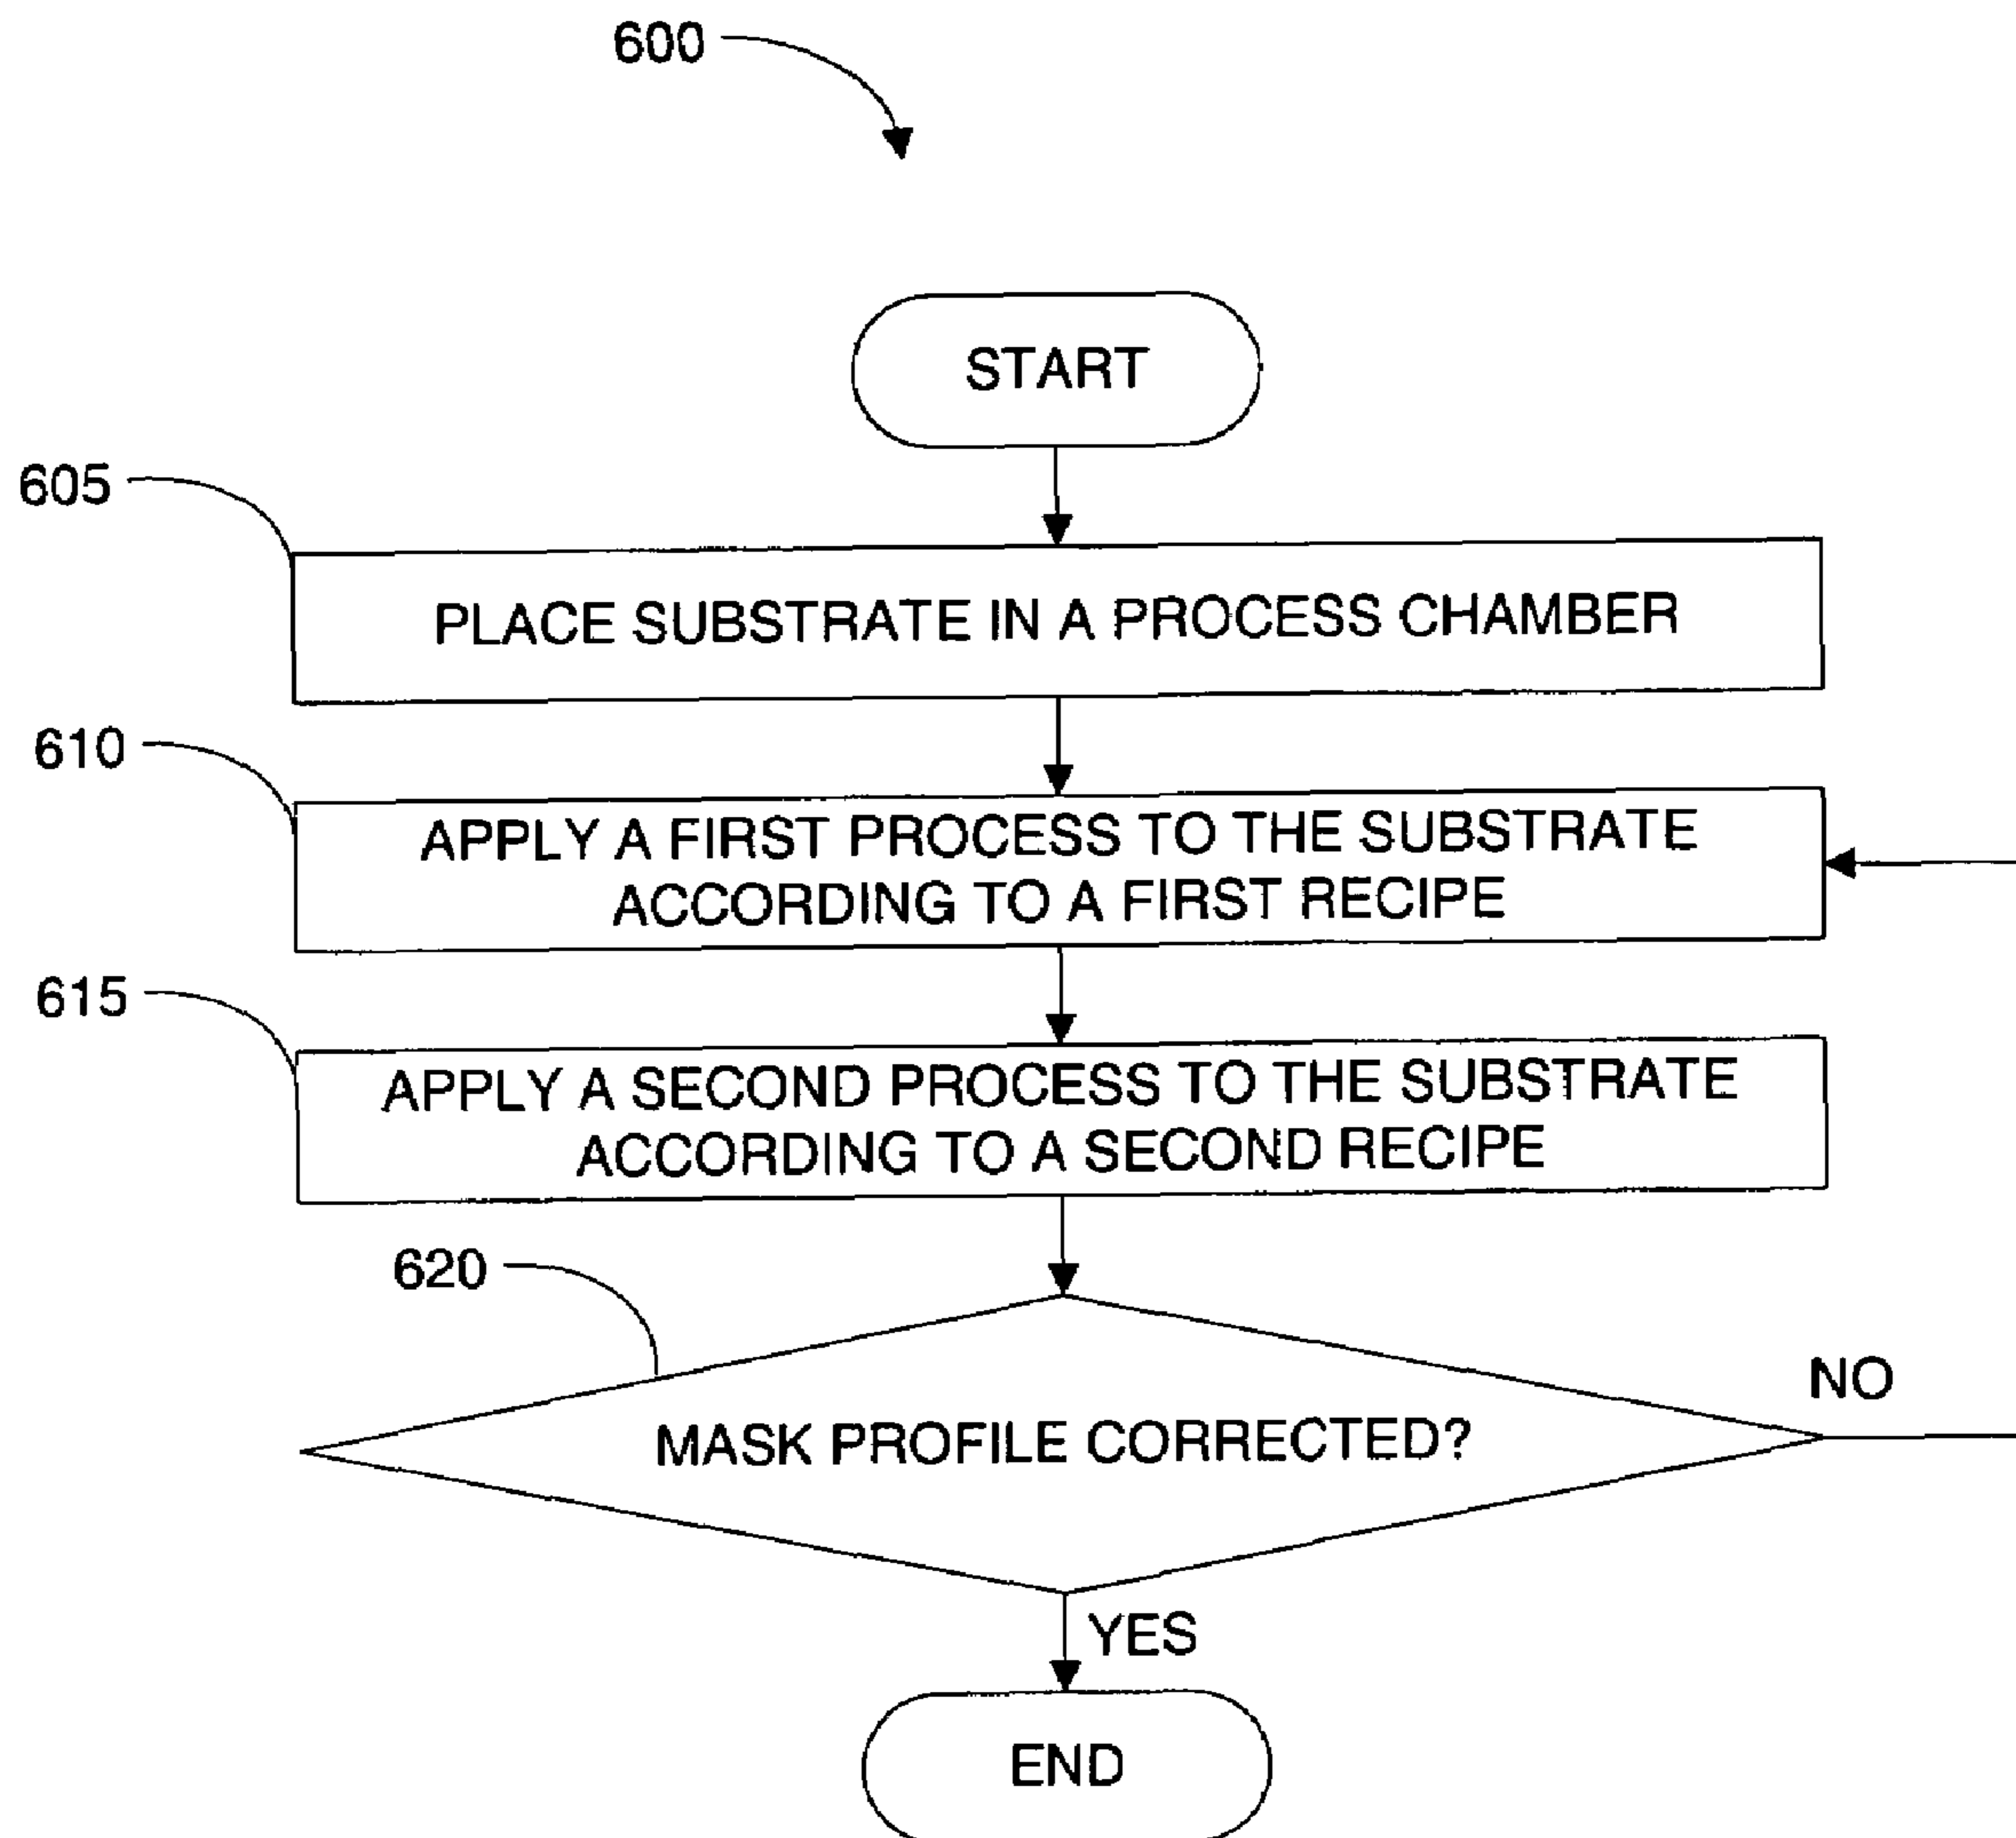 600
START
605
PLACE SUBSTRATE IN A PROCESS CHAMBER
610
APPLY A FIRST PROCESS TO THE SUBSTRATE
ACCORDING TO A FIRST RECIPE
615
APPLY A SECOND PROCESS TO THE SUBSTRATE
ACCORDING TO A SECOND RECIPE
620
NO
MASK PROFILE CORRECTED?
YES
END